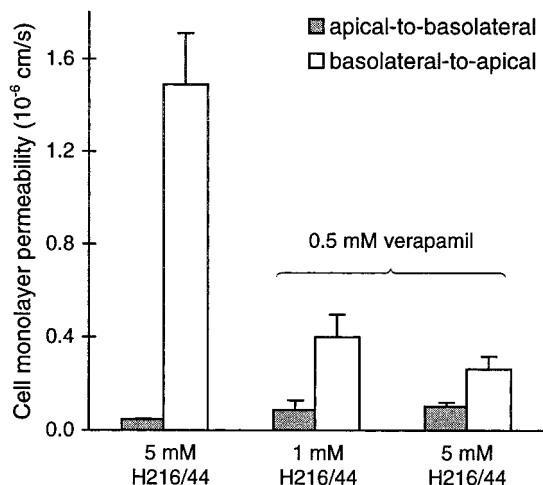 apical-to-basolateral
basolateral-to-apical
Cell monolayer permeability (10⁻⁶ cm/s)
1.6
1.2
0.8
0.4
0.0
0.5 mM verapamil
5 mM 1 mM 5 mM
H216/44 H216/44 H216/44